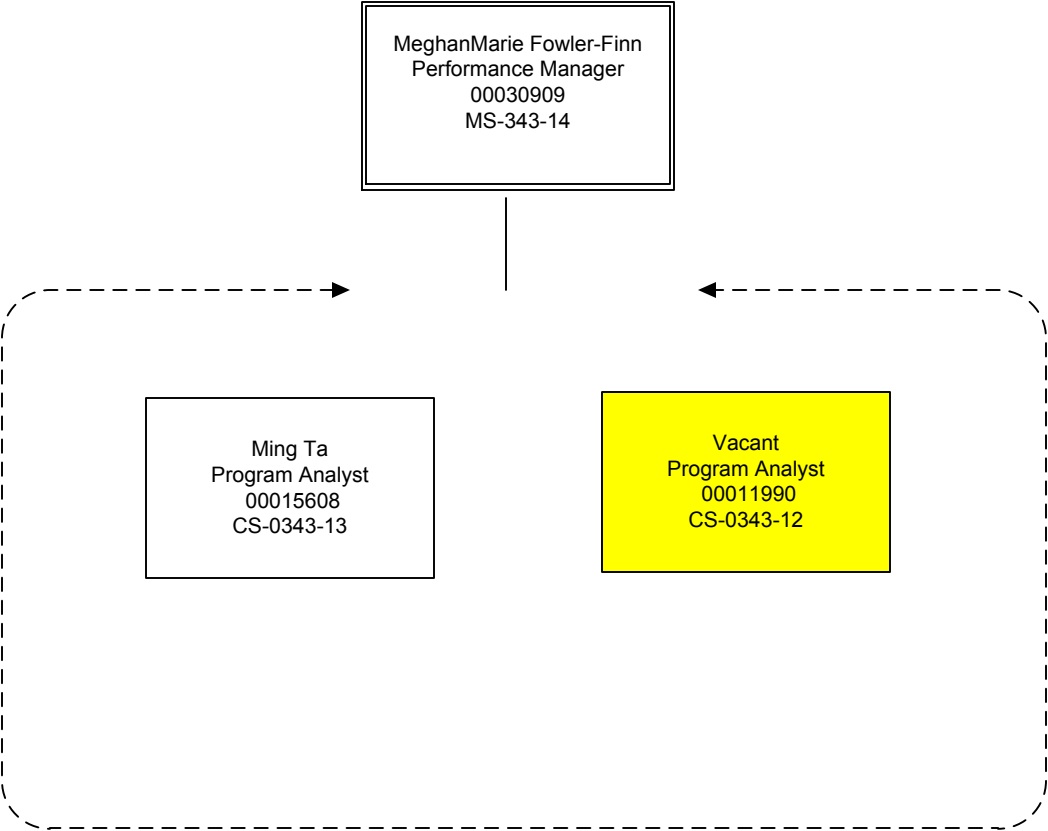 MeghanMarie Fowler-Finn
Performance Manager
00030909
MS-343-14
Ming Ta
Program Analyst
00015608
CS-0343-13
Vacant
Program Analyst
00011990
CS-0343-12